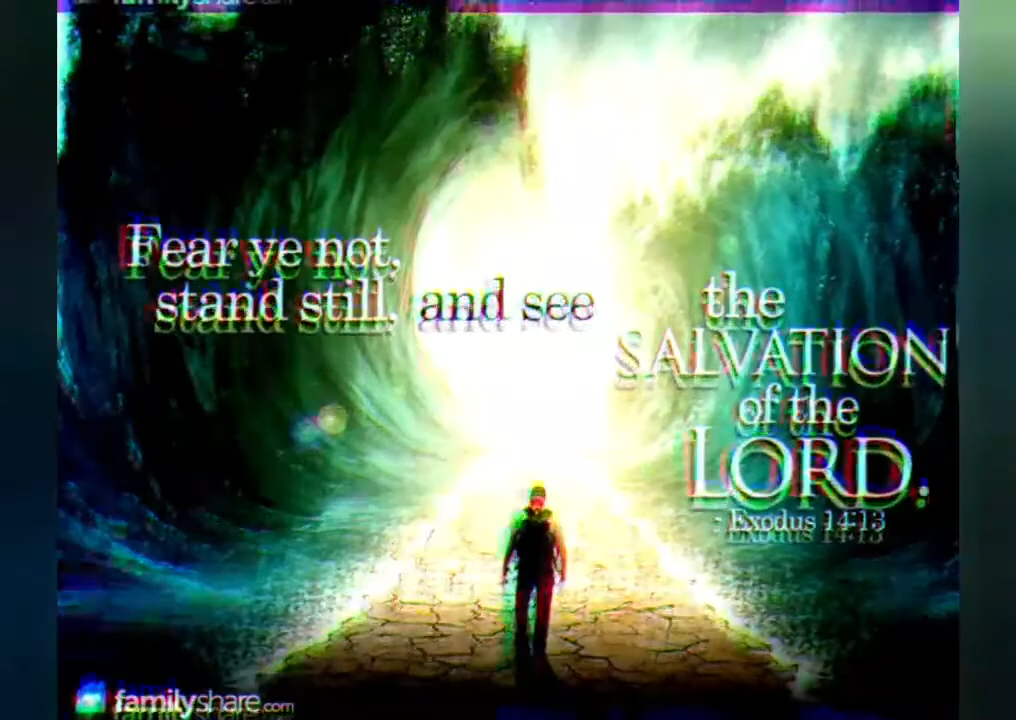 familyshare.com
Fear ye not,
stand still, and see
the
SALVATION
of the
LORD.
Exodus 14:13
familyshare.com